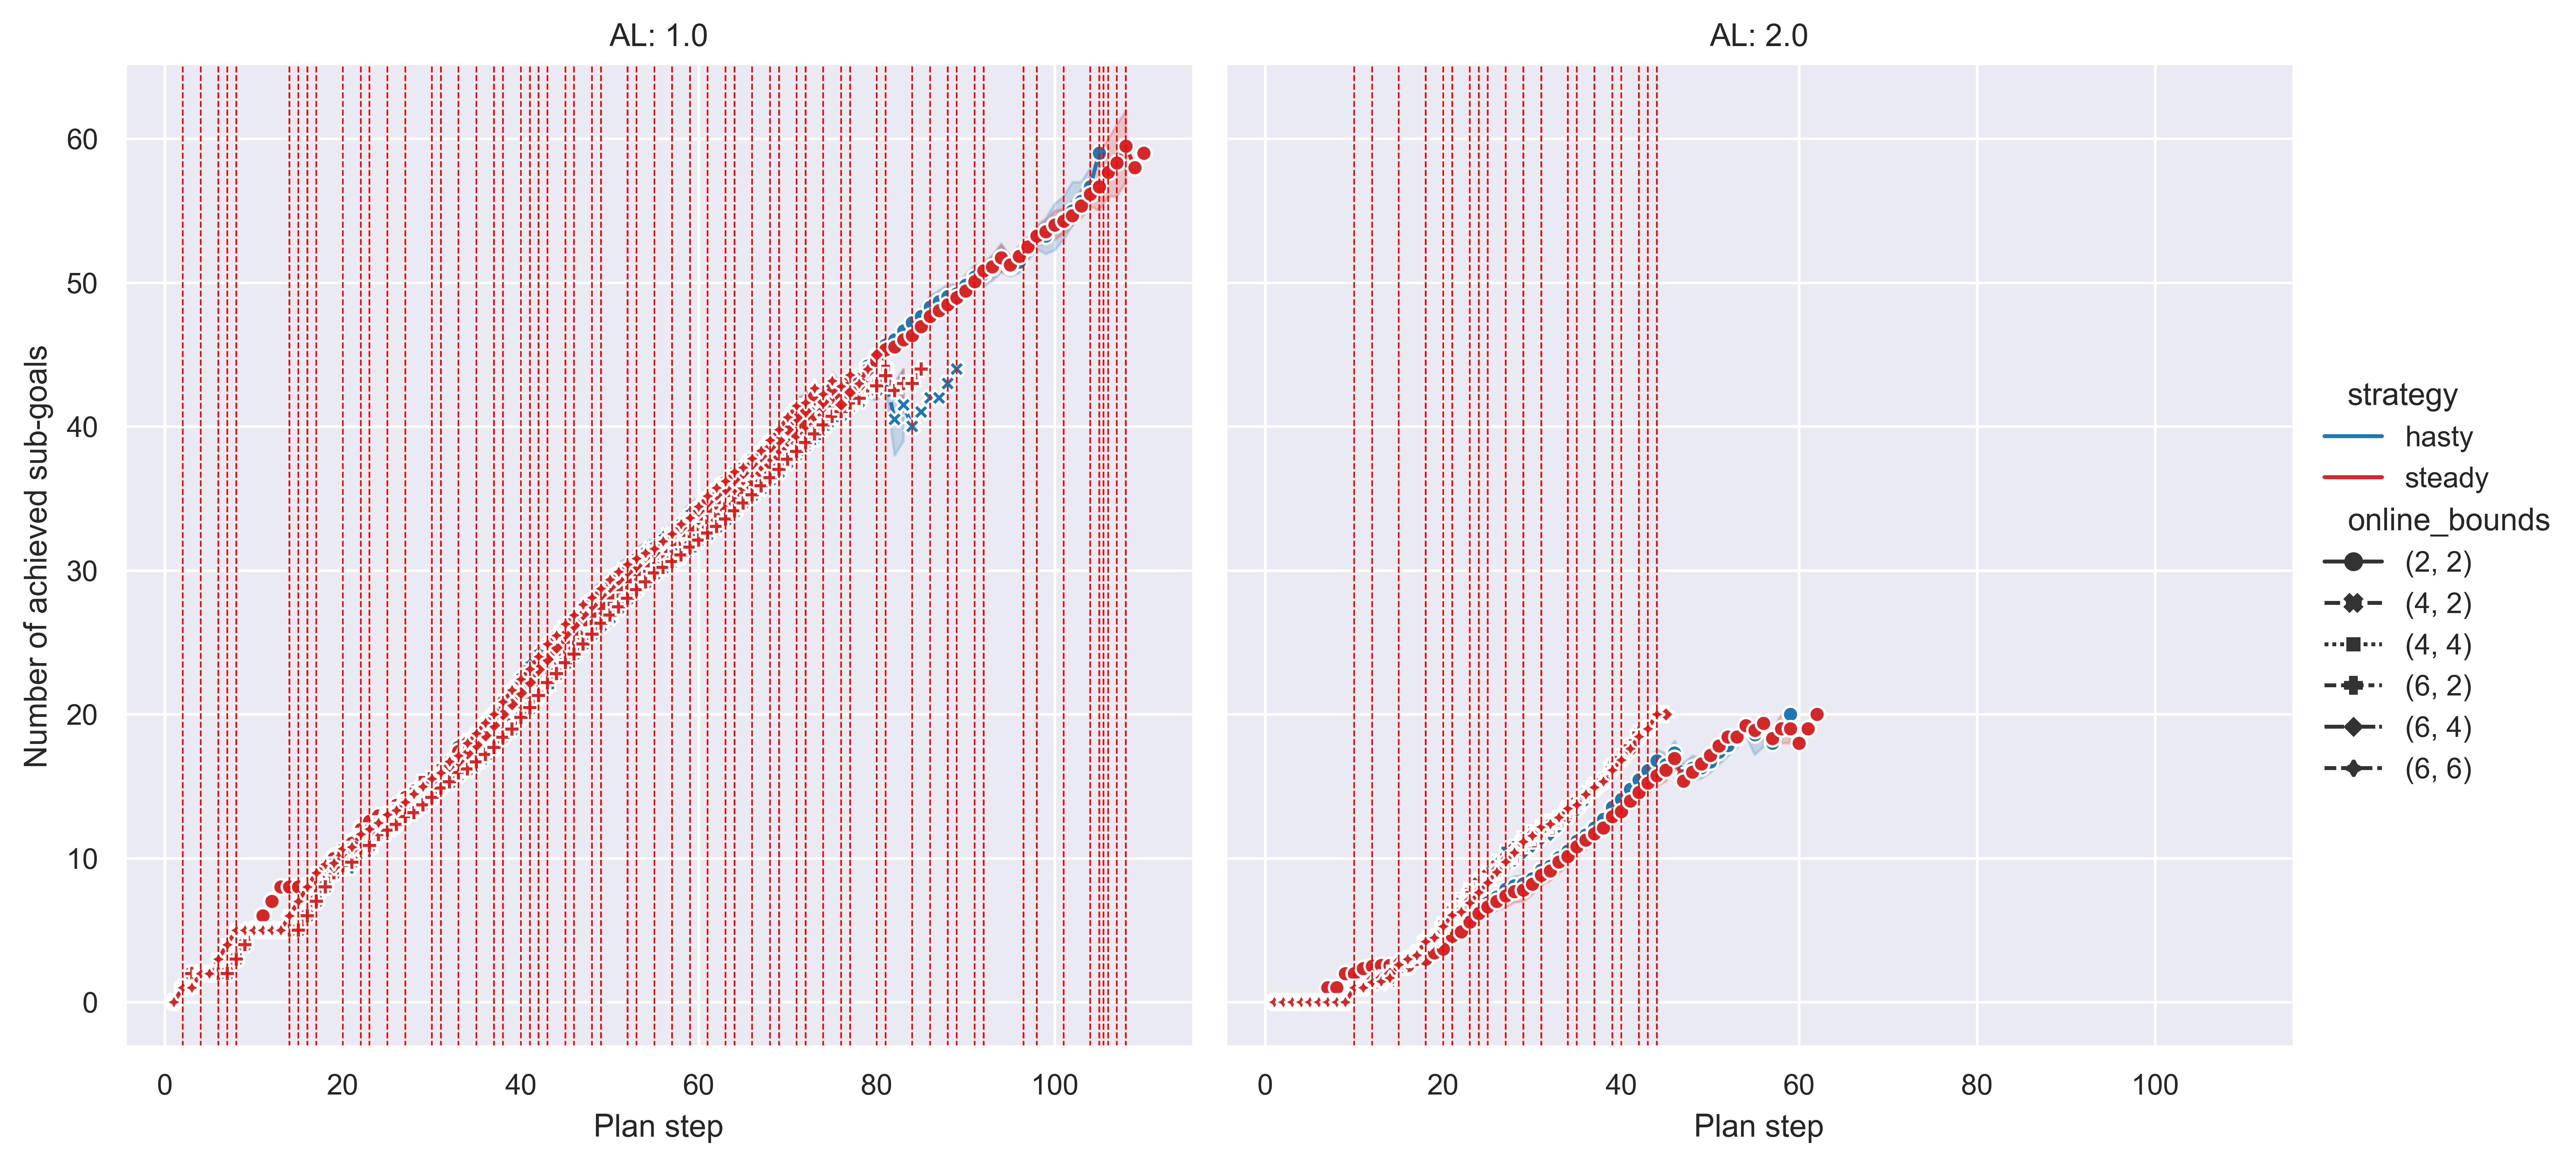 AL: 1.0
AL: 2.0
Number of achieved sub-goals
60
50
40
30
20
10
0
0 20 40 60 80 100
0 20 40 60 80 100
Plan step
Plan step
strategy
hasty
steady
online_bounds
(2, 2)
(4, 2)
(4, 4)
(6, 2)
(6, 4)
(6, 6)